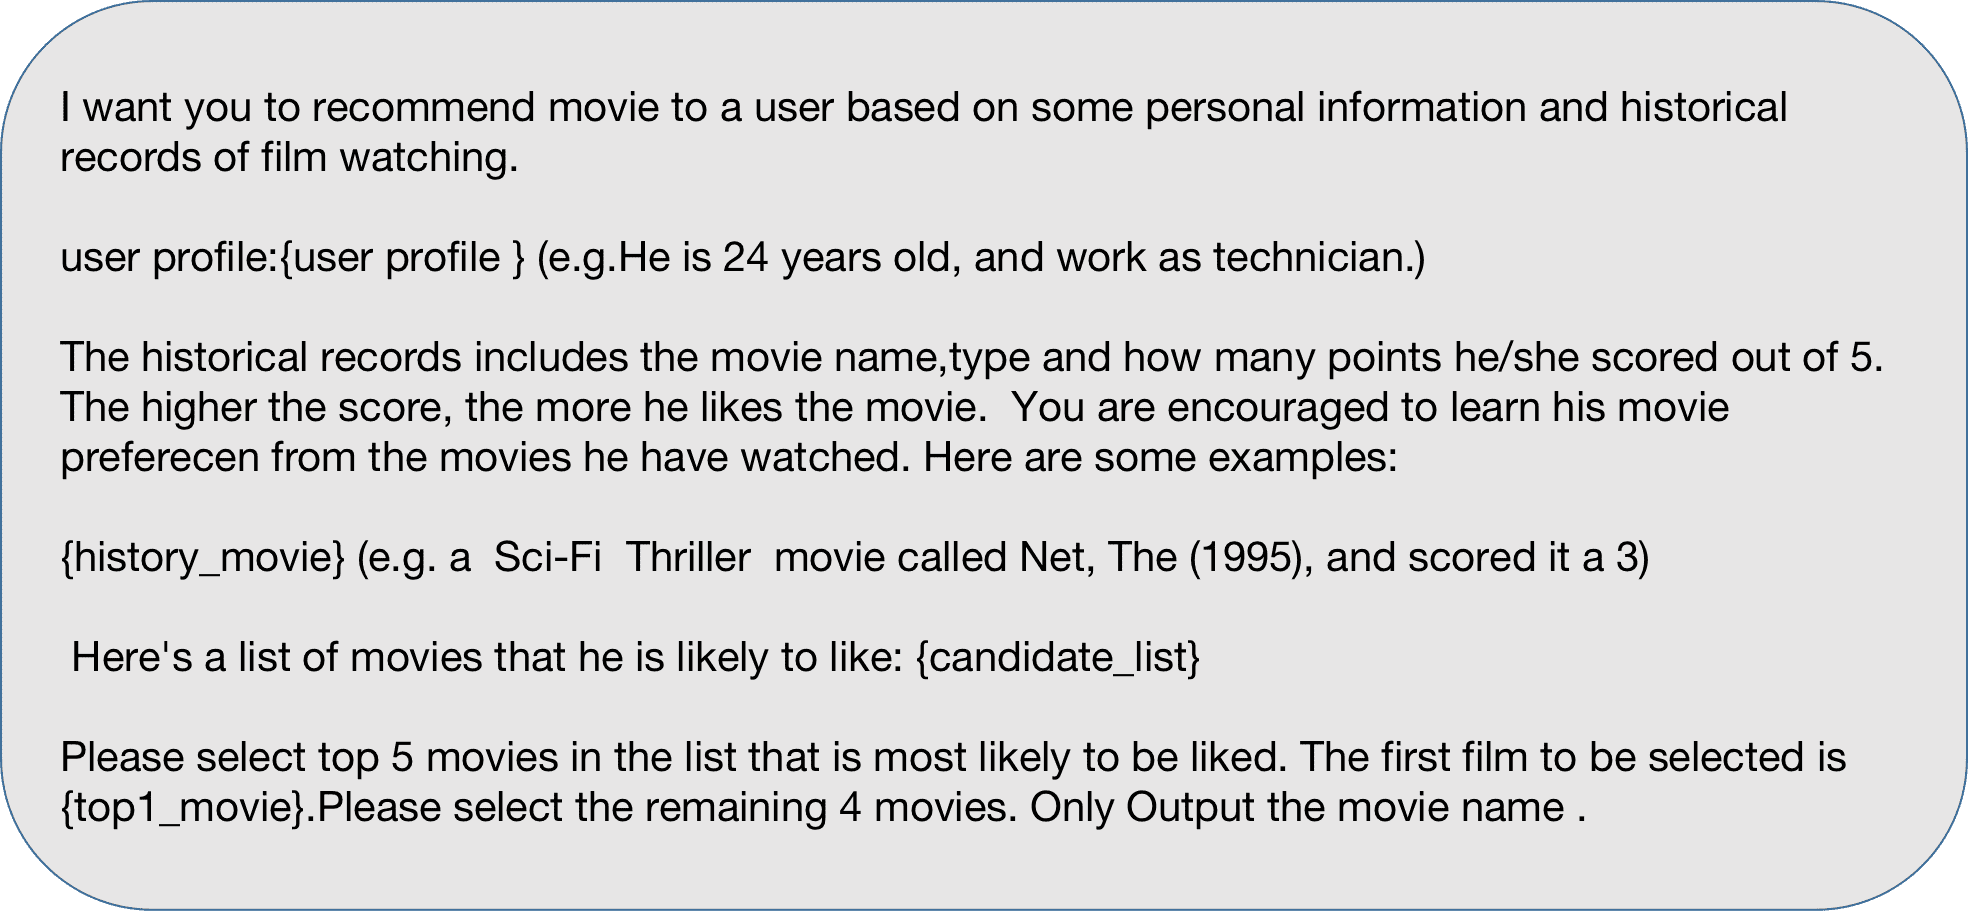 I want you to recommend movie to a user based on some personal information and historical
records of film watching.
user profile:{user profile } (e.g.He is 24 years old, and work as technician.)
The historical records includes the movie name,type and how many points he/she scored out of 5.
The higher the score, the more he likes the movie.  You are encouraged to learn his movie
preferecen from the movies he have watched. Here are some examples:
{history_movie} (e.g. a  Sci-Fi  Thriller  movie called Net, The (1995), and scored it a 3)
Here's a list of movies that he is likely to like: {candidate_list}
Please select top 5 movies in the list that is most likely to be liked. The first film to be selected is
{top1_movie}.Please select the remaining 4 movies. Only Output the movie name .